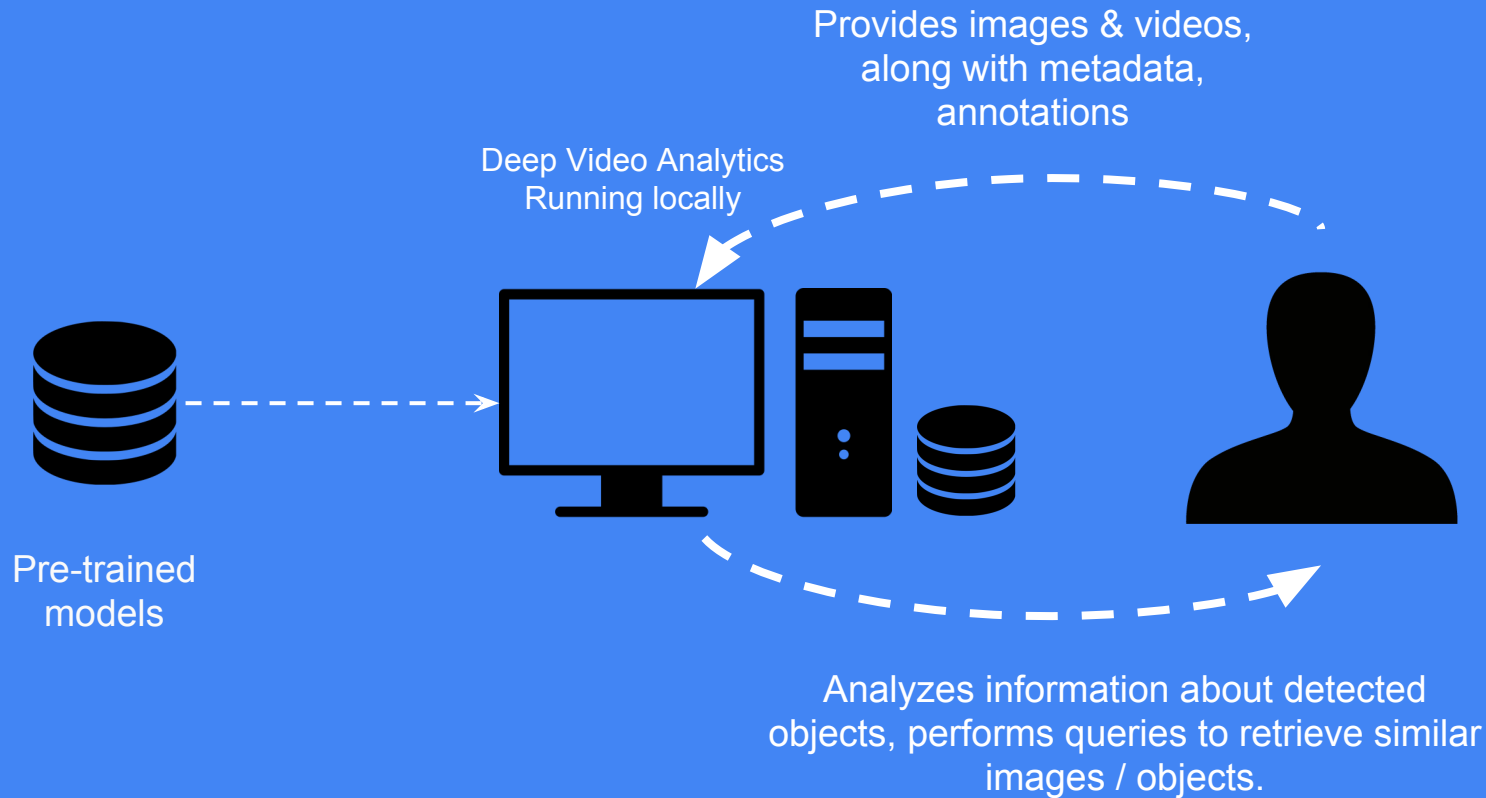 Provides images & videos,
along with metadata,
annotations
Deep Video Analytics
Running locally
Pre-trained
models
Analyzes information about detected
objects, performs queries to retrieve similar
images / objects.